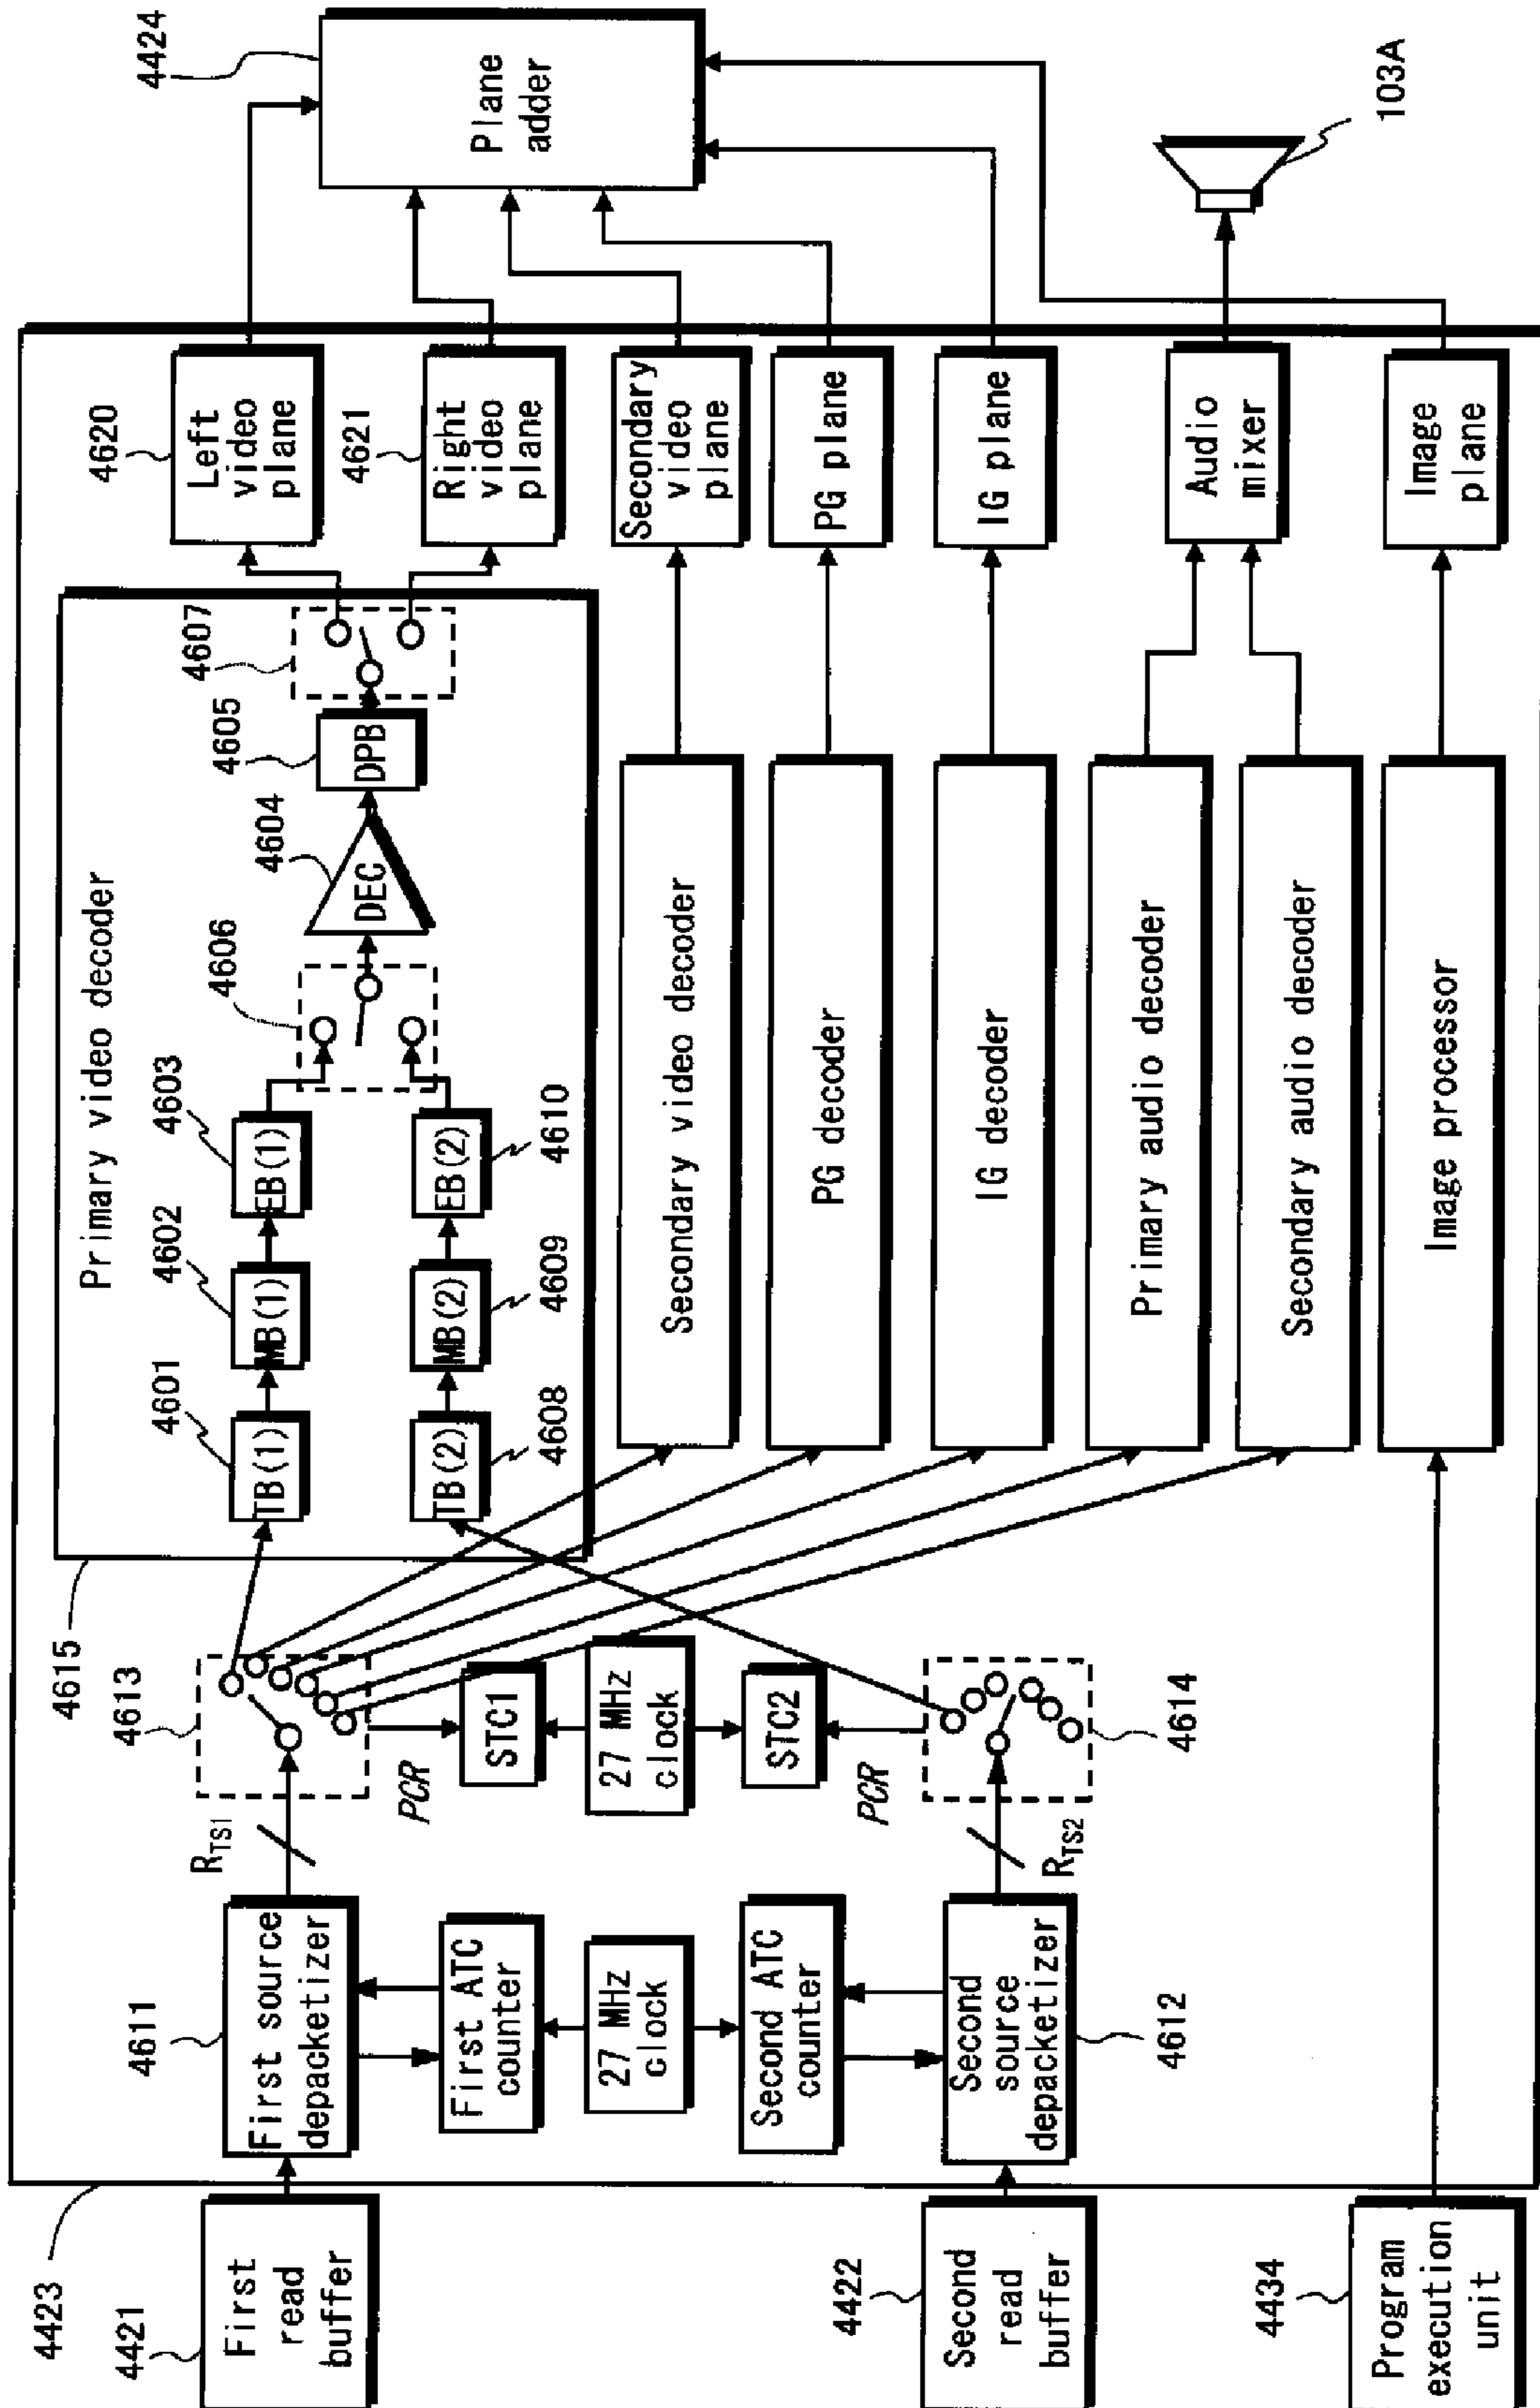 4423
4421
First
read
buffer
4422
Second
read
buffer
4434
Program
execution
unit
4611
First source
depacketizer
First ATC
counter
27 MHz
clock
Second ATC
counter
Second
source
depacketizer
4612
RTS1
RTS2
4613
PCR
STC1
27 MHz
clock
STC2
PCR
4614
4615
Primary video decoder
4601
TB(1)
4602
MB(1)
4603
EB(1)
4608
TB(2)
4609
MB(2)
4610
EB(2)
4606
4604
DEC
4605
DPB
4607
Secondary video decoder
PG decoder
IG decoder
Primary audio decoder
Secondary audio decoder
Image processor
4620
Left
video
plane
4621
Right
video
plane
Secondary
video
plane
PG plane
IG plane
Audio
mixer
Image
plane
4424
Plane
adder
103A